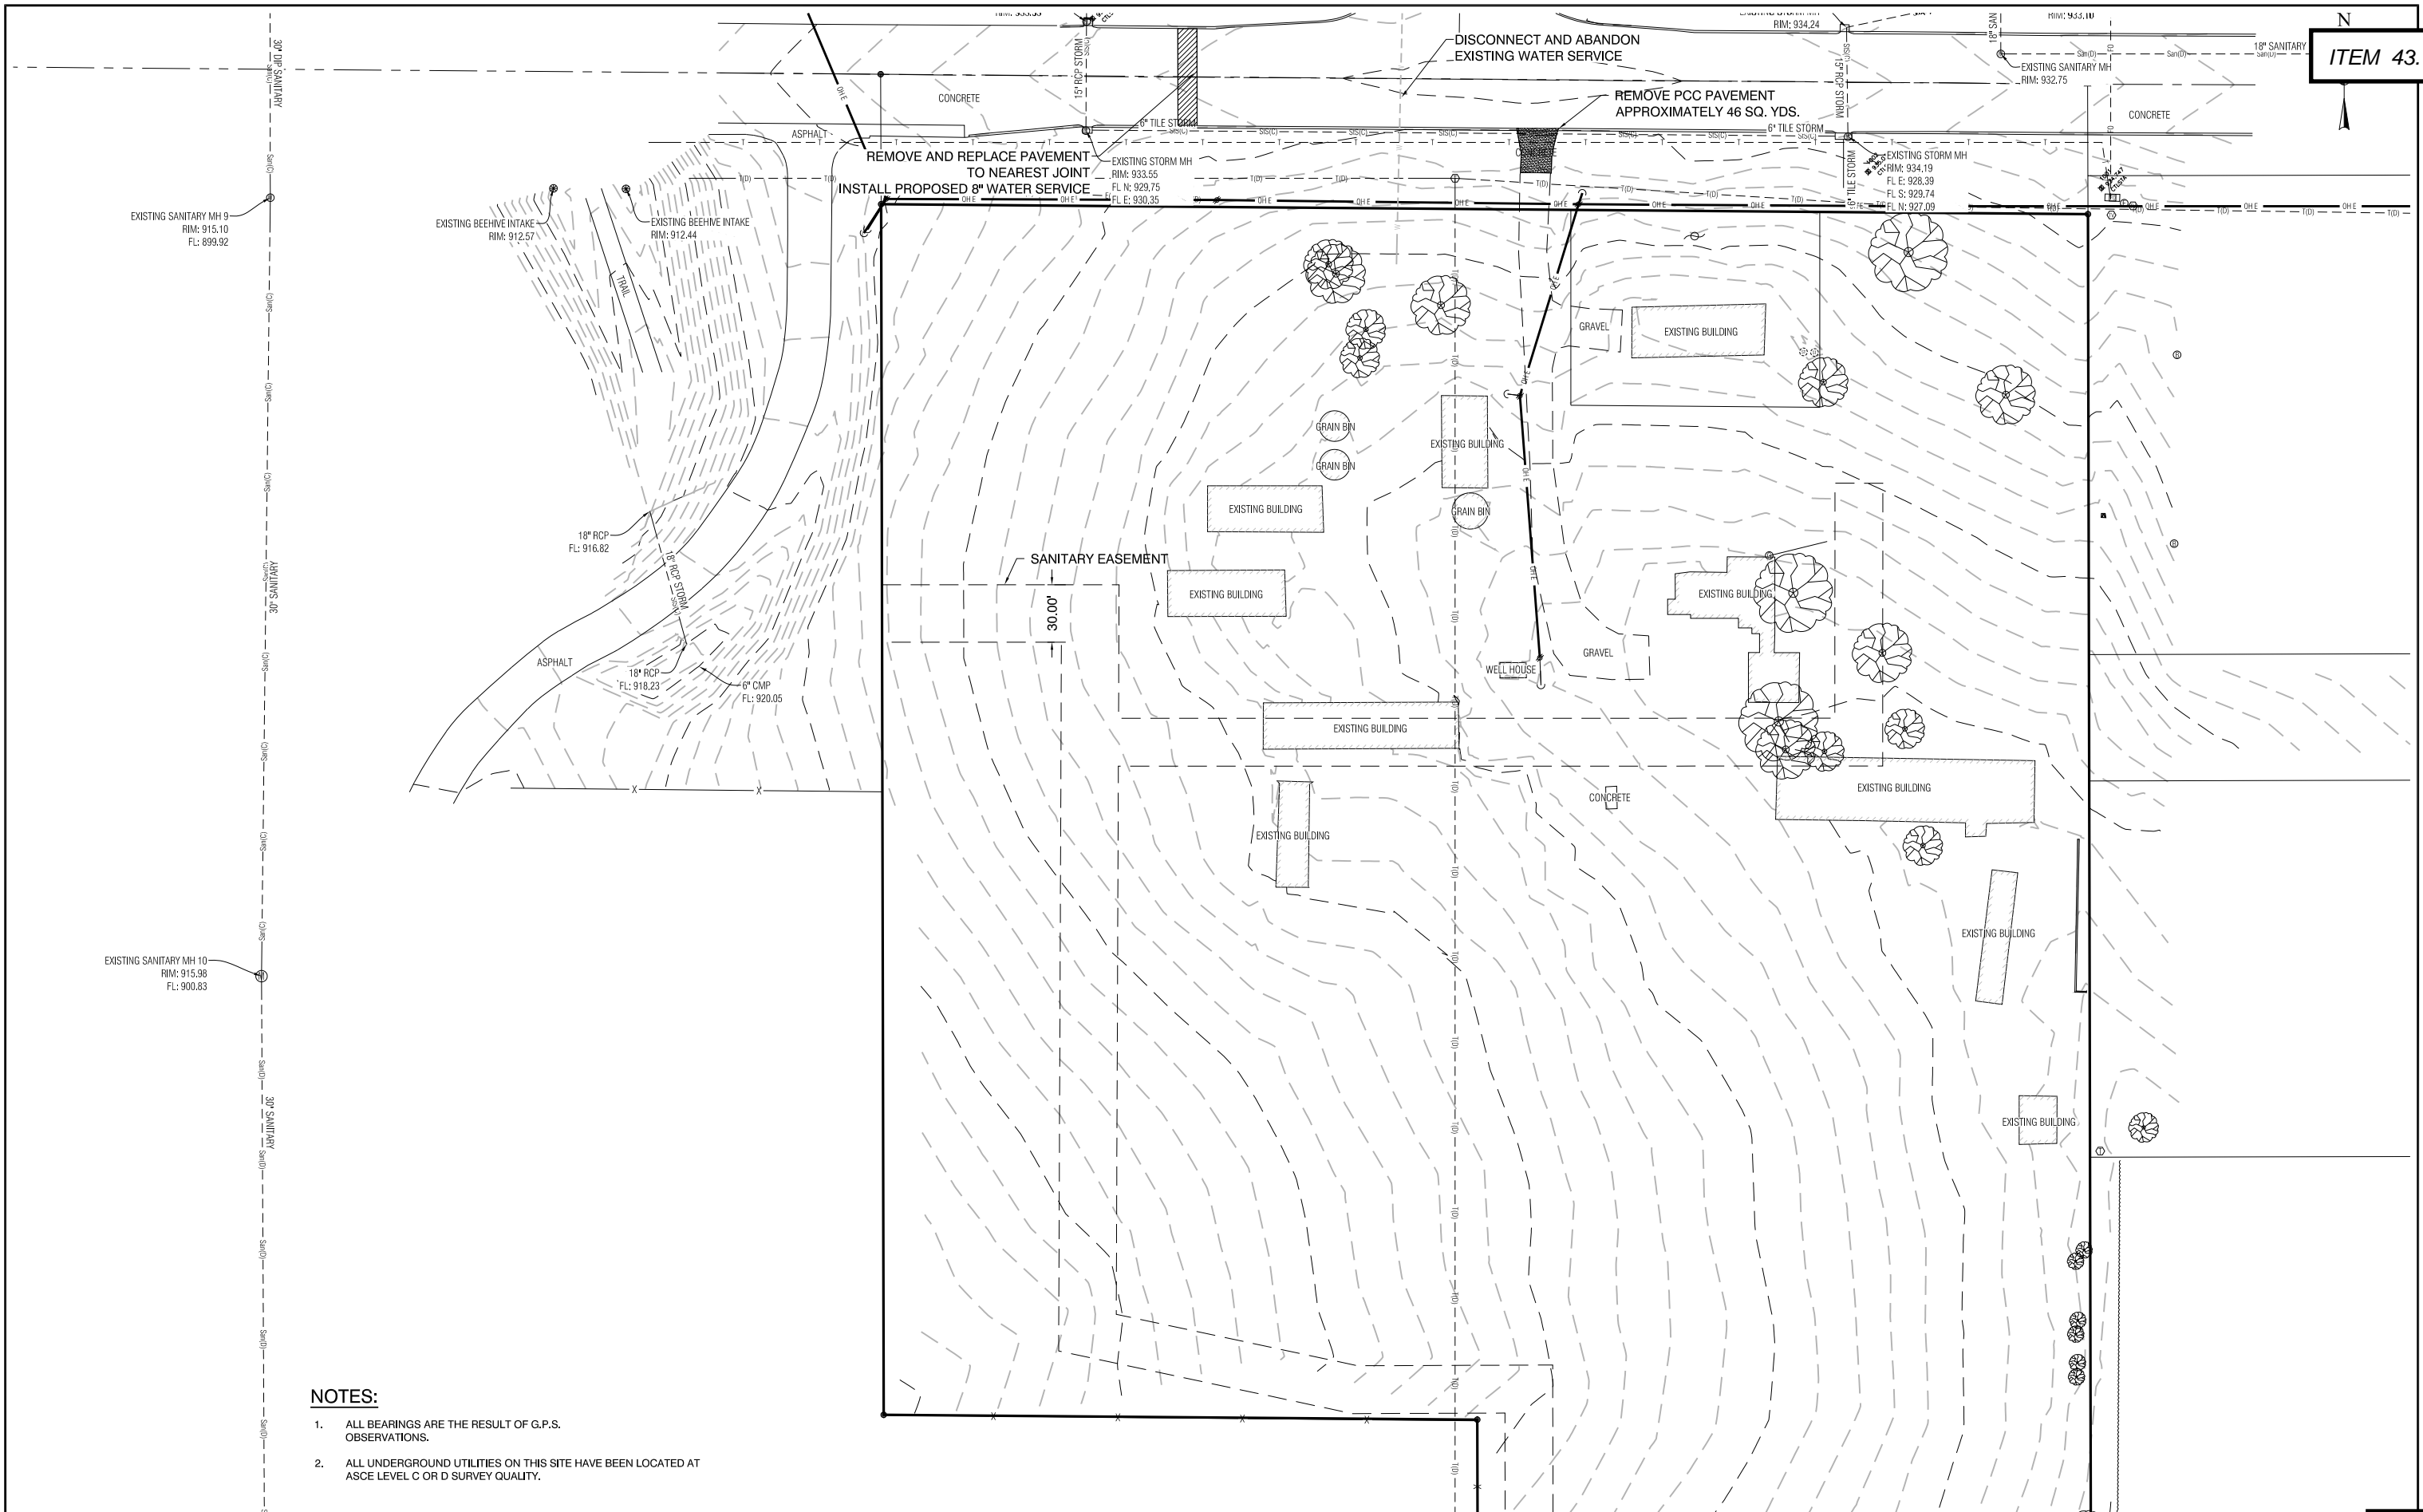 N
ITEM 43.
30" DIP SANITARY
15" RCP STORM
CONCRETE
ASPHALT
DISCONNECT AND ABANDON
EXISTING WATER SERVICE
RIM: 934.24
15" RCP STORM
18" SAN
RIM: 933.10
18" SANITARY
EXISTING SANITARY MH
RIM: 932.75
CONCRETE
REMOVE PCC PAVEMENT
APPROXIMATELY 46 SQ. YDS.
6" TILE STORM
6" TILE STORM
CONCRETE
REMOVE AND REPLACE PAVEMENT
TO NEAREST JOINT
INSTALL PROPOSED 8" WATER SERVICE
EXISTING STORM MH
RIM: 933.55
FL N: 929.75
FL E: 930.35
EXISTING STORM MH
RIM: 934.19
FL E: 928.39
FL S: 929.74
FL N: 927.09
EXISTING SANITARY MH 9
RIM: 915.10
FL: 899.92
EXISTING BEEHIVE INTAKE
RIM: 912.57
EXISTING BEEHIVE INTAKE
RIM: 912.44
TRAIL
GRAVEL
EXISTING BUILDING
GRAIN BIN
EXISTING BUILDING
GRAIN BIN
EXISTING BUILDING
GRAIN BIN
18" RCP
FL: 916.82
18" RCP STORM
30" SANITARY
SANITARY EASEMENT
30.00'
EXISTING BUILDING
EXISTING BUILDING
GRAVEL
WELL HOUSE
ASPHALT
18" RCP
FL: 918.23
6" CMP
FL: 920.05
EXISTING BUILDING
EXISTING BUILDING
CONCRETE
EXISTING BUILDING
EXISTING BUILDING
EXISTING SANITARY MH 10
RIM: 915.98
FL: 900.83
30" SANITARY
EXISTING BUILDING
NOTES:
1. ALL BEARINGS ARE THE RESULT OF G.P.S.
OBSERVATIONS.
2. ALL UNDERGROUND UTILITIES ON THIS SITE HAVE BEEN LOCATED AT
ASCE LEVEL C OR D SURVEY QUALITY.